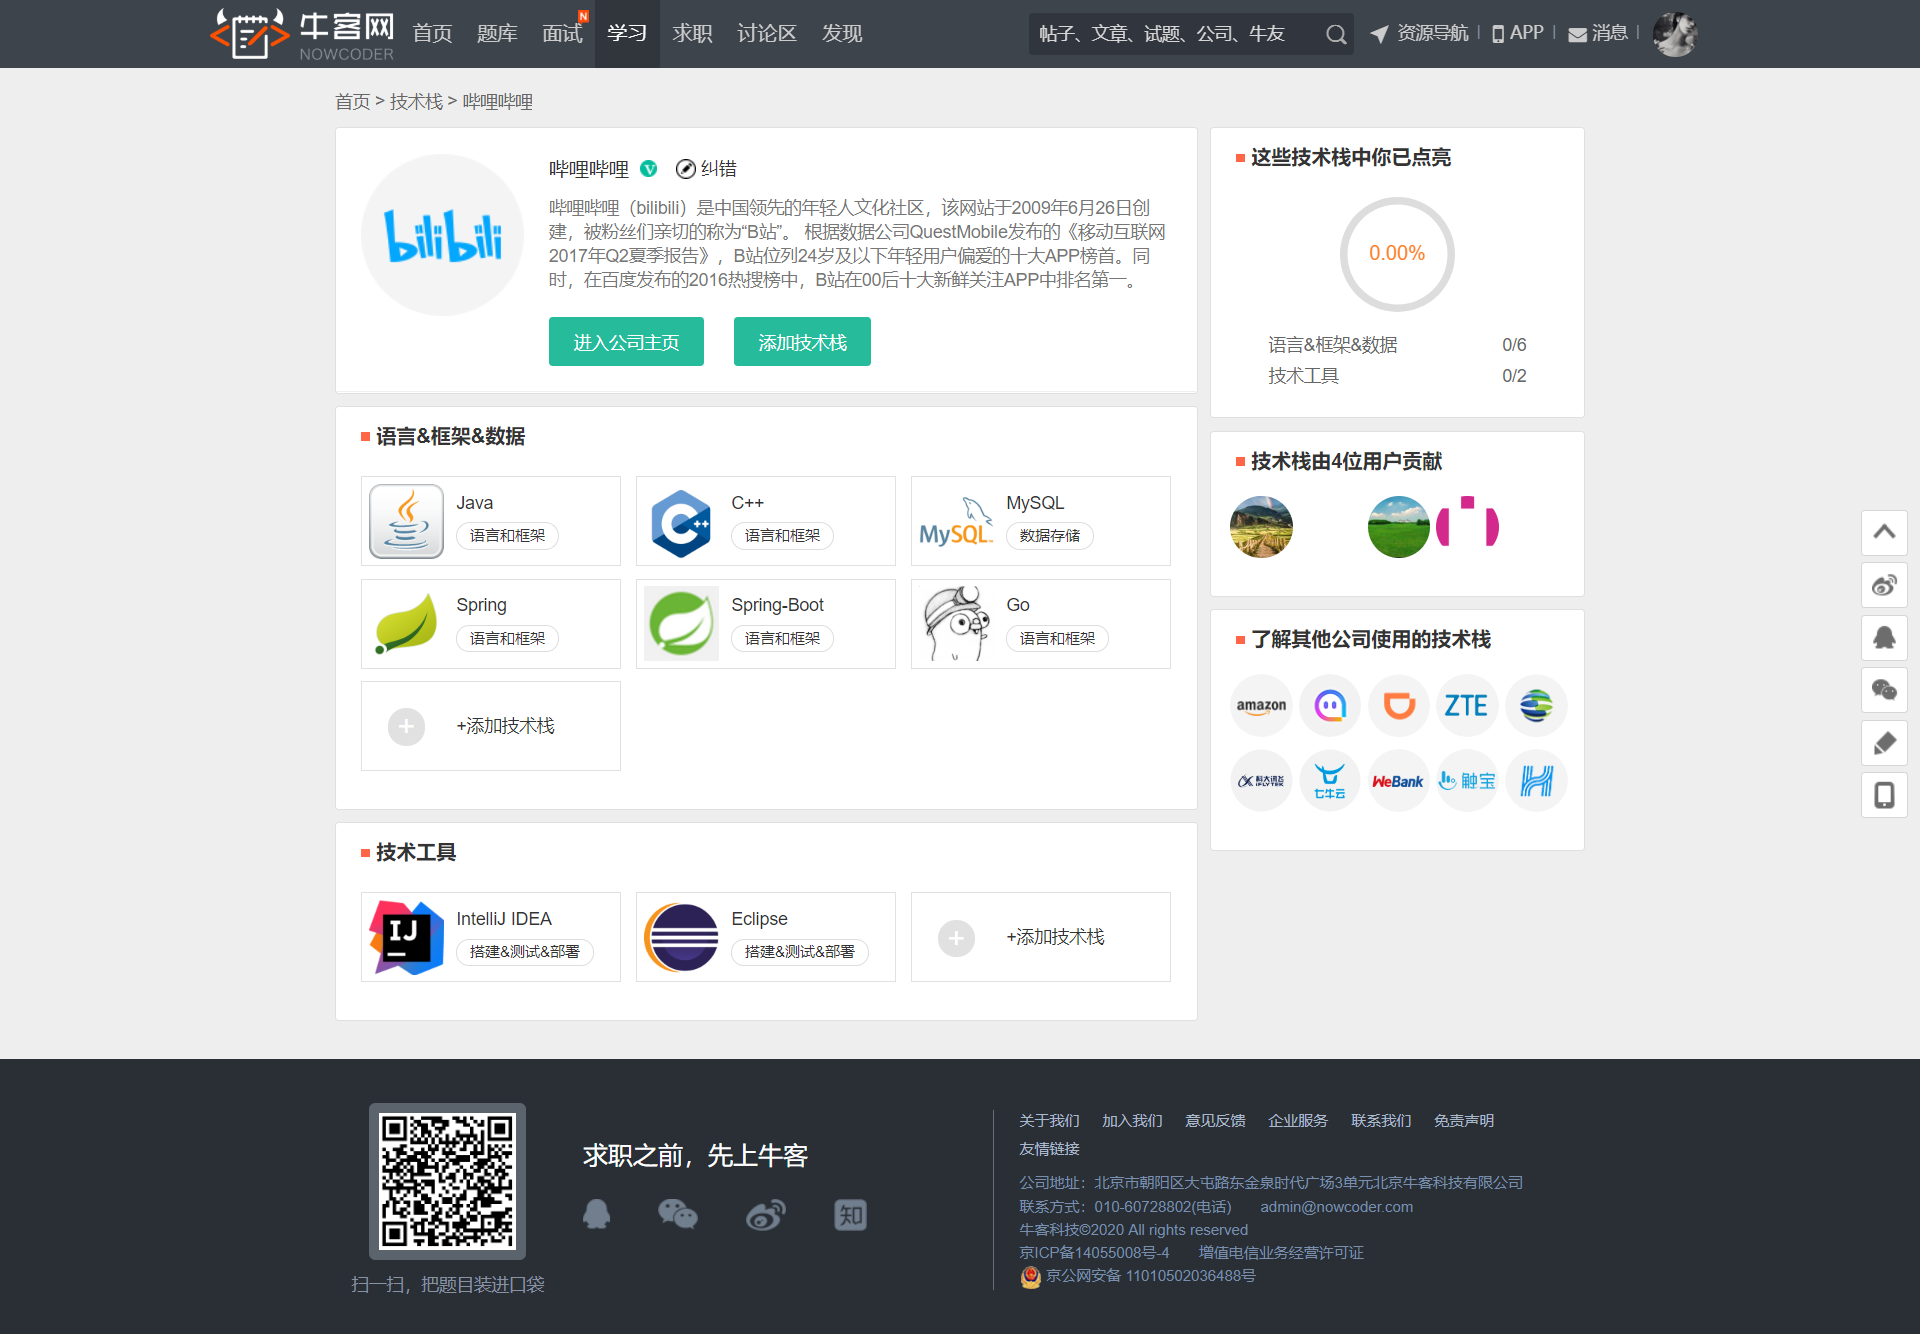 牛客网
NOWCODER
首页 题库 面试 N 学习 求职 讨论区 发现
帖子、文章、试题、公司、牛友
资源导航 | APP | 消息 |
首页 > 技术栈 > 哔哩哔哩
bilibili
哔哩哔哩 V 纠错
哔哩哔哩（bilibili）是中国领先的年轻人文化社区，该网站于2009年6月26日创
建，被粉丝们亲切的称为“B站”。 根据数据公司QuestMobile发布的《移动互联网
2017年Q2夏季报告》，B站位列24岁及以下年轻用户偏爱的十大APP榜首。同
时，在百度发布的2016热搜榜中，B站在00后十大新鲜关注APP中排名第一。
进入公司主页 添加技术栈
语言&框架&数据
Java
语言和框架
C++
语言和框架
MySQL
MySQL
数据存储
Spring
语言和框架
Spring-Boot
语言和框架
Go
语言和框架
+添加技术栈
技术工具
IJ
IntelliJ IDEA
搭建&测试&部署
Eclipse
搭建&测试&部署
+添加技术栈
这些技术栈中你已点亮
0.00%
语言&框架&数据 0/6
技术工具 0/2
技术栈由4位用户贡献
了解其他公司使用的技术栈
amazon ZTE
科大讯飞 IFLYTEK 七牛云 WeBank 触宝
求职之前，先上牛客
知
扫一扫，把题目装进口袋
关于我们 加入我们 意见反馈 企业服务 联系我们 免责声明
友情链接
公司地址：北京市朝阳区大屯路东金泉时代广场3单元北京牛客科技有限公司
联系方式：010-60728802(电话) admin@nowcoder.com
牛客科技©2020 All rights reserved
京ICP备14055008号-4 增值电信业务经营许可证
京公网安备 11010502036488号